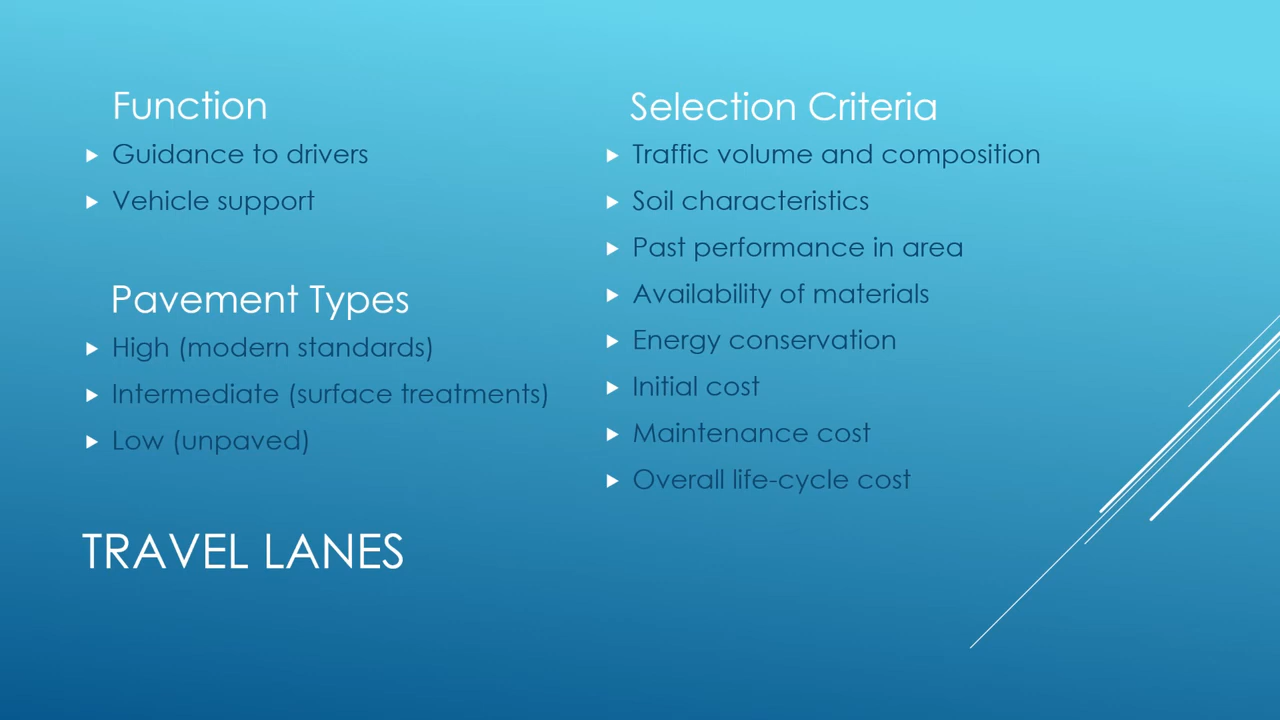 Function
Guidance to drivers
Vehicle support
Pavement Types
High (modern standards)
Intermediate (surface treatments)
Low (unpaved)
Selection Criteria
Traffic volume and composition
Soil characteristics
Past performance in area
Availability of materials
Energy conservation
Initial cost
Maintenance cost
Overall life-cycle cost
TRAVEL LANES